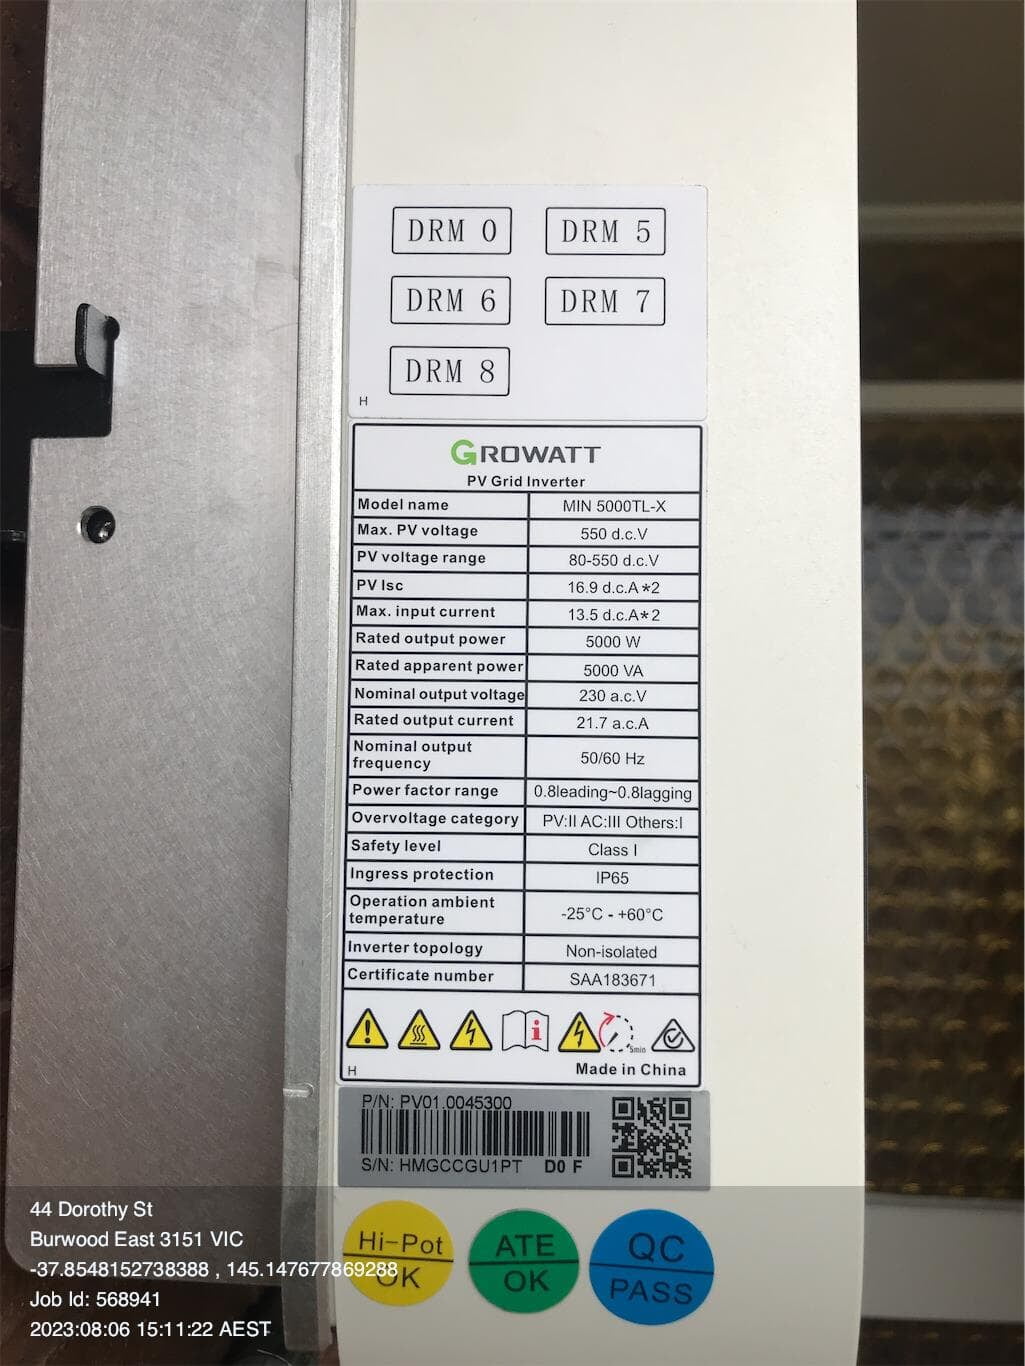 DRM 0 DRM 5
DRM 6 DRM 7
DRM 8
H
GROWATT
PV Grid Inverter
Model name MIN 5000TL-X
Max. PV voltage 550 d.c.V
PV voltage range 80-550 d.c.V
PV Isc 16.9 d.c.A*2
Max. input current 13.5 d.c.A*2
Rated output power 5000 W
Rated apparent power 5000 VA
Nominal output voltage 230 a.c.V
Rated output current 21.7 a.c.A
Nominal output
frequency 50/60 Hz
Power factor range 0.8leading~0.8lagging
Overvoltage category PV:II AC:III Others:I
Safety level Class I
Ingress protection IP65
Operation ambient
temperature -25°C - +60°C
Inverter topology Non-isolated
Certificate number SAA183671
5min
H Made in China
P/N: PV01.0045300
S/N: HMGCCGU1PT D0 F
Hi-Pot
OK
ATE
OK
QC
PASS
44 Dorothy St
Burwood East 3151 VIC
-37.8548152738388 , 145.147677869288
Job Id: 568941
2023:08:06 15:11:22 AEST